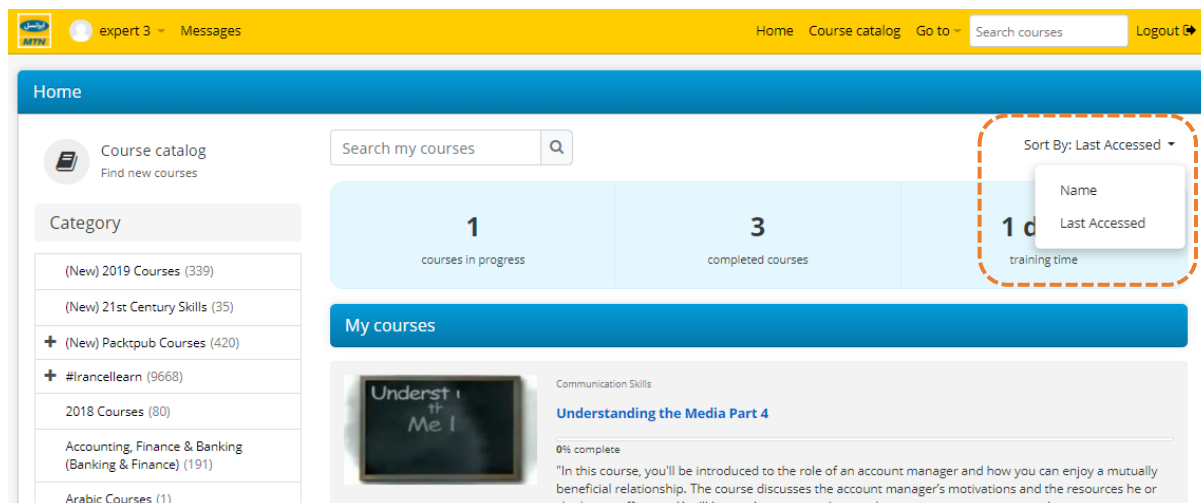 ایرانسل
MTN
expert 3
Messages
Home
Course catalog
Go to
Search courses
Logout
Home
Course catalog
Find new courses
Search my courses
Sort By: Last Accessed
Name
Last Accessed
Category
1
courses in progress
3
completed courses
1 d
training time
(New) 2019 Courses (339)
(New) 21st Century Skills (35)
(New) Packtpub Courses (420)
#Irancellearn (9668)
2018 Courses (80)
Accounting, Finance & Banking
(Banking & Finance) (191)
Arabic Courses (1)
My courses
Underst
Me
Communication Skills
Understanding the Media Part 4
0% complete
"In this course, you'll be introduced to the role of an account manager and how you can enjoy a mutually
beneficial relationship. The course discusses the account manager's motivations and the resources he or